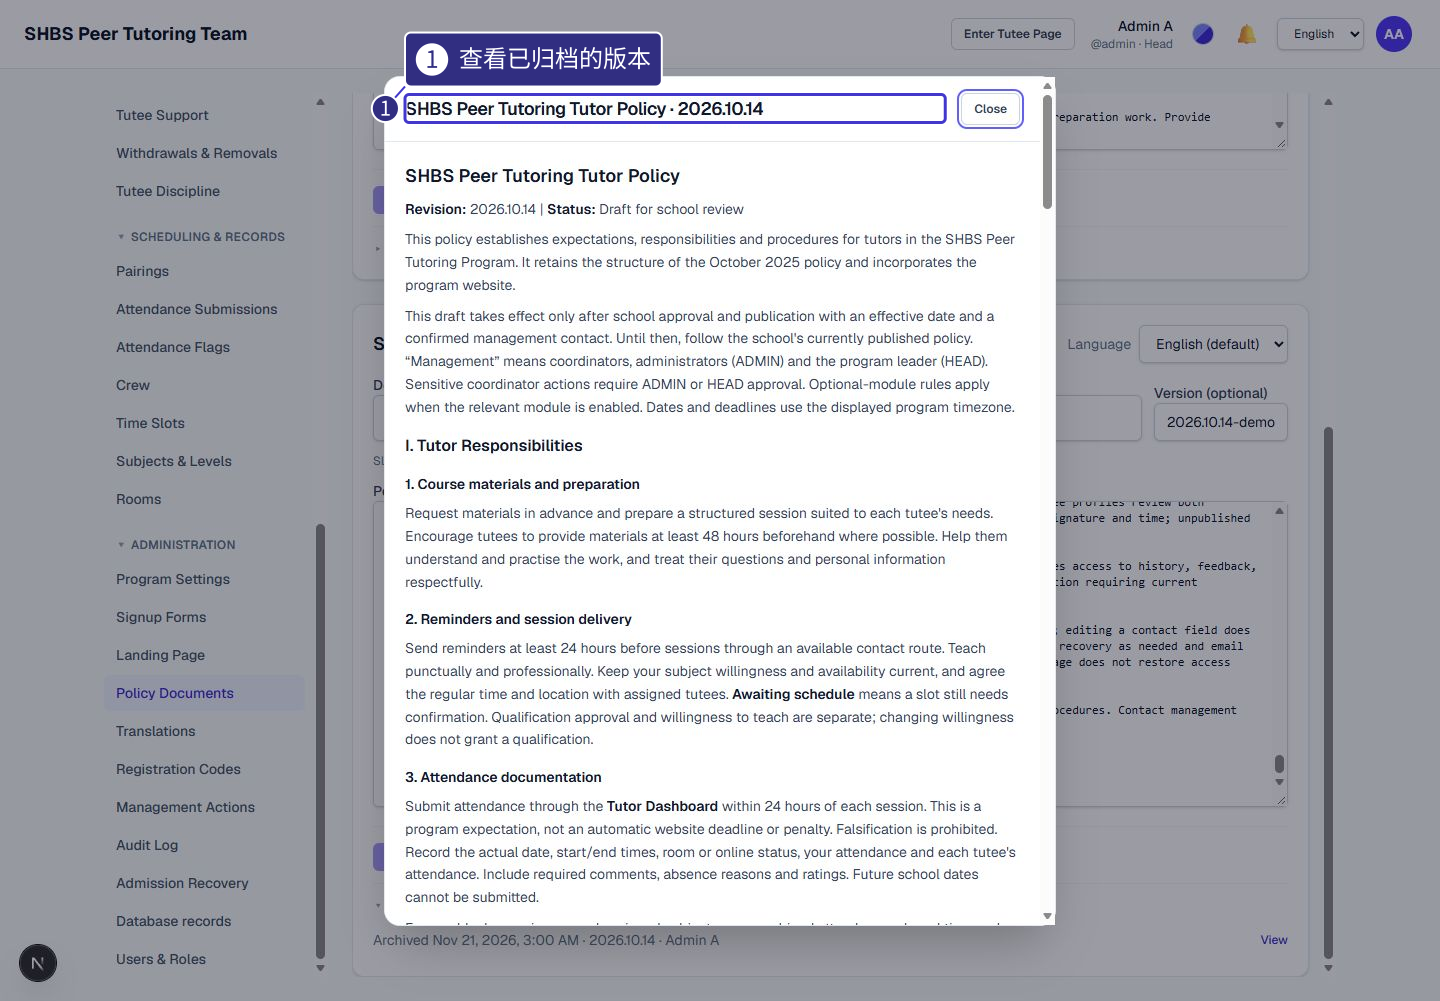 SHBS Peer Tutoring Team
Enter Tutee Page
Admin A
@admin · Head
English
AA
1 查看已归档的版本
1
SHBS Peer Tutoring Tutor Policy · 2026.10.14
Close
Tutee Support
Withdrawals & Removals
Tutee Discipline
SCHEDULING & RECORDS
Pairings
Attendance Submissions
Attendance Flags
Crew
Time Slots
Subjects & Levels
Rooms
ADMINISTRATION
Program Settings
Signup Forms
Landing Page
Policy Documents
Translations
Registration Codes
Management Actions
Audit Log
Admission Recovery
Database records
Users & Roles
N
SHBS Peer Tutoring Tutor Policy
Revision: 2026.10.14 | Status: Draft for school review
This policy establishes expectations, responsibilities and procedures for tutors in the SHBS Peer
Tutoring Program. It retains the structure of the October 2025 policy and incorporates the
program website.
This draft takes effect only after school approval and publication with an effective date and a
confirmed management contact. Until then, follow the school's currently published policy.
“Management” means coordinators, administrators (ADMIN) and the program leader (HEAD).
Sensitive coordinator actions require ADMIN or HEAD approval. Optional-module rules apply
when the relevant module is enabled. Dates and deadlines use the displayed program timezone.
I. Tutor Responsibilities
1. Course materials and preparation
Request materials in advance and prepare a structured session suited to each tutee's needs.
Encourage tutees to provide materials at least 48 hours beforehand where possible. Help them
understand and practise the work, and treat their questions and personal information
respectfully.
2. Reminders and session delivery
Send reminders at least 24 hours before sessions through an available contact route. Teach
punctually and professionally. Keep your subject willingness and availability current, and agree
the regular time and location with assigned tutees. Awaiting schedule means a slot still needs
confirmation. Qualification approval and willingness to teach are separate; changing willingness
does not grant a qualification.
3. Attendance documentation
Submit attendance through the Tutor Dashboard within 24 hours of each session. This is a
program expectation, not an automatic website deadline or penalty. Falsification is prohibited.
Record the actual date, start/end times, room or online status, your attendance and each tutee's
attendance. Include required comments, absence reasons and ratings. Future school dates
cannot be submitted.
eparation work. Provide
S
Language
English (default)
Version (optional)
2026.10.14-demo
ee profiles review both
ignature and time; unpublished
es access to history, feedback,
tion requiring current
; editing a contact field does
recovery as needed and email
age does not restore access
ocedures. Contact management
Archived Nov 21, 2026, 3:00 AM · 2026.10.14 · Admin A
View